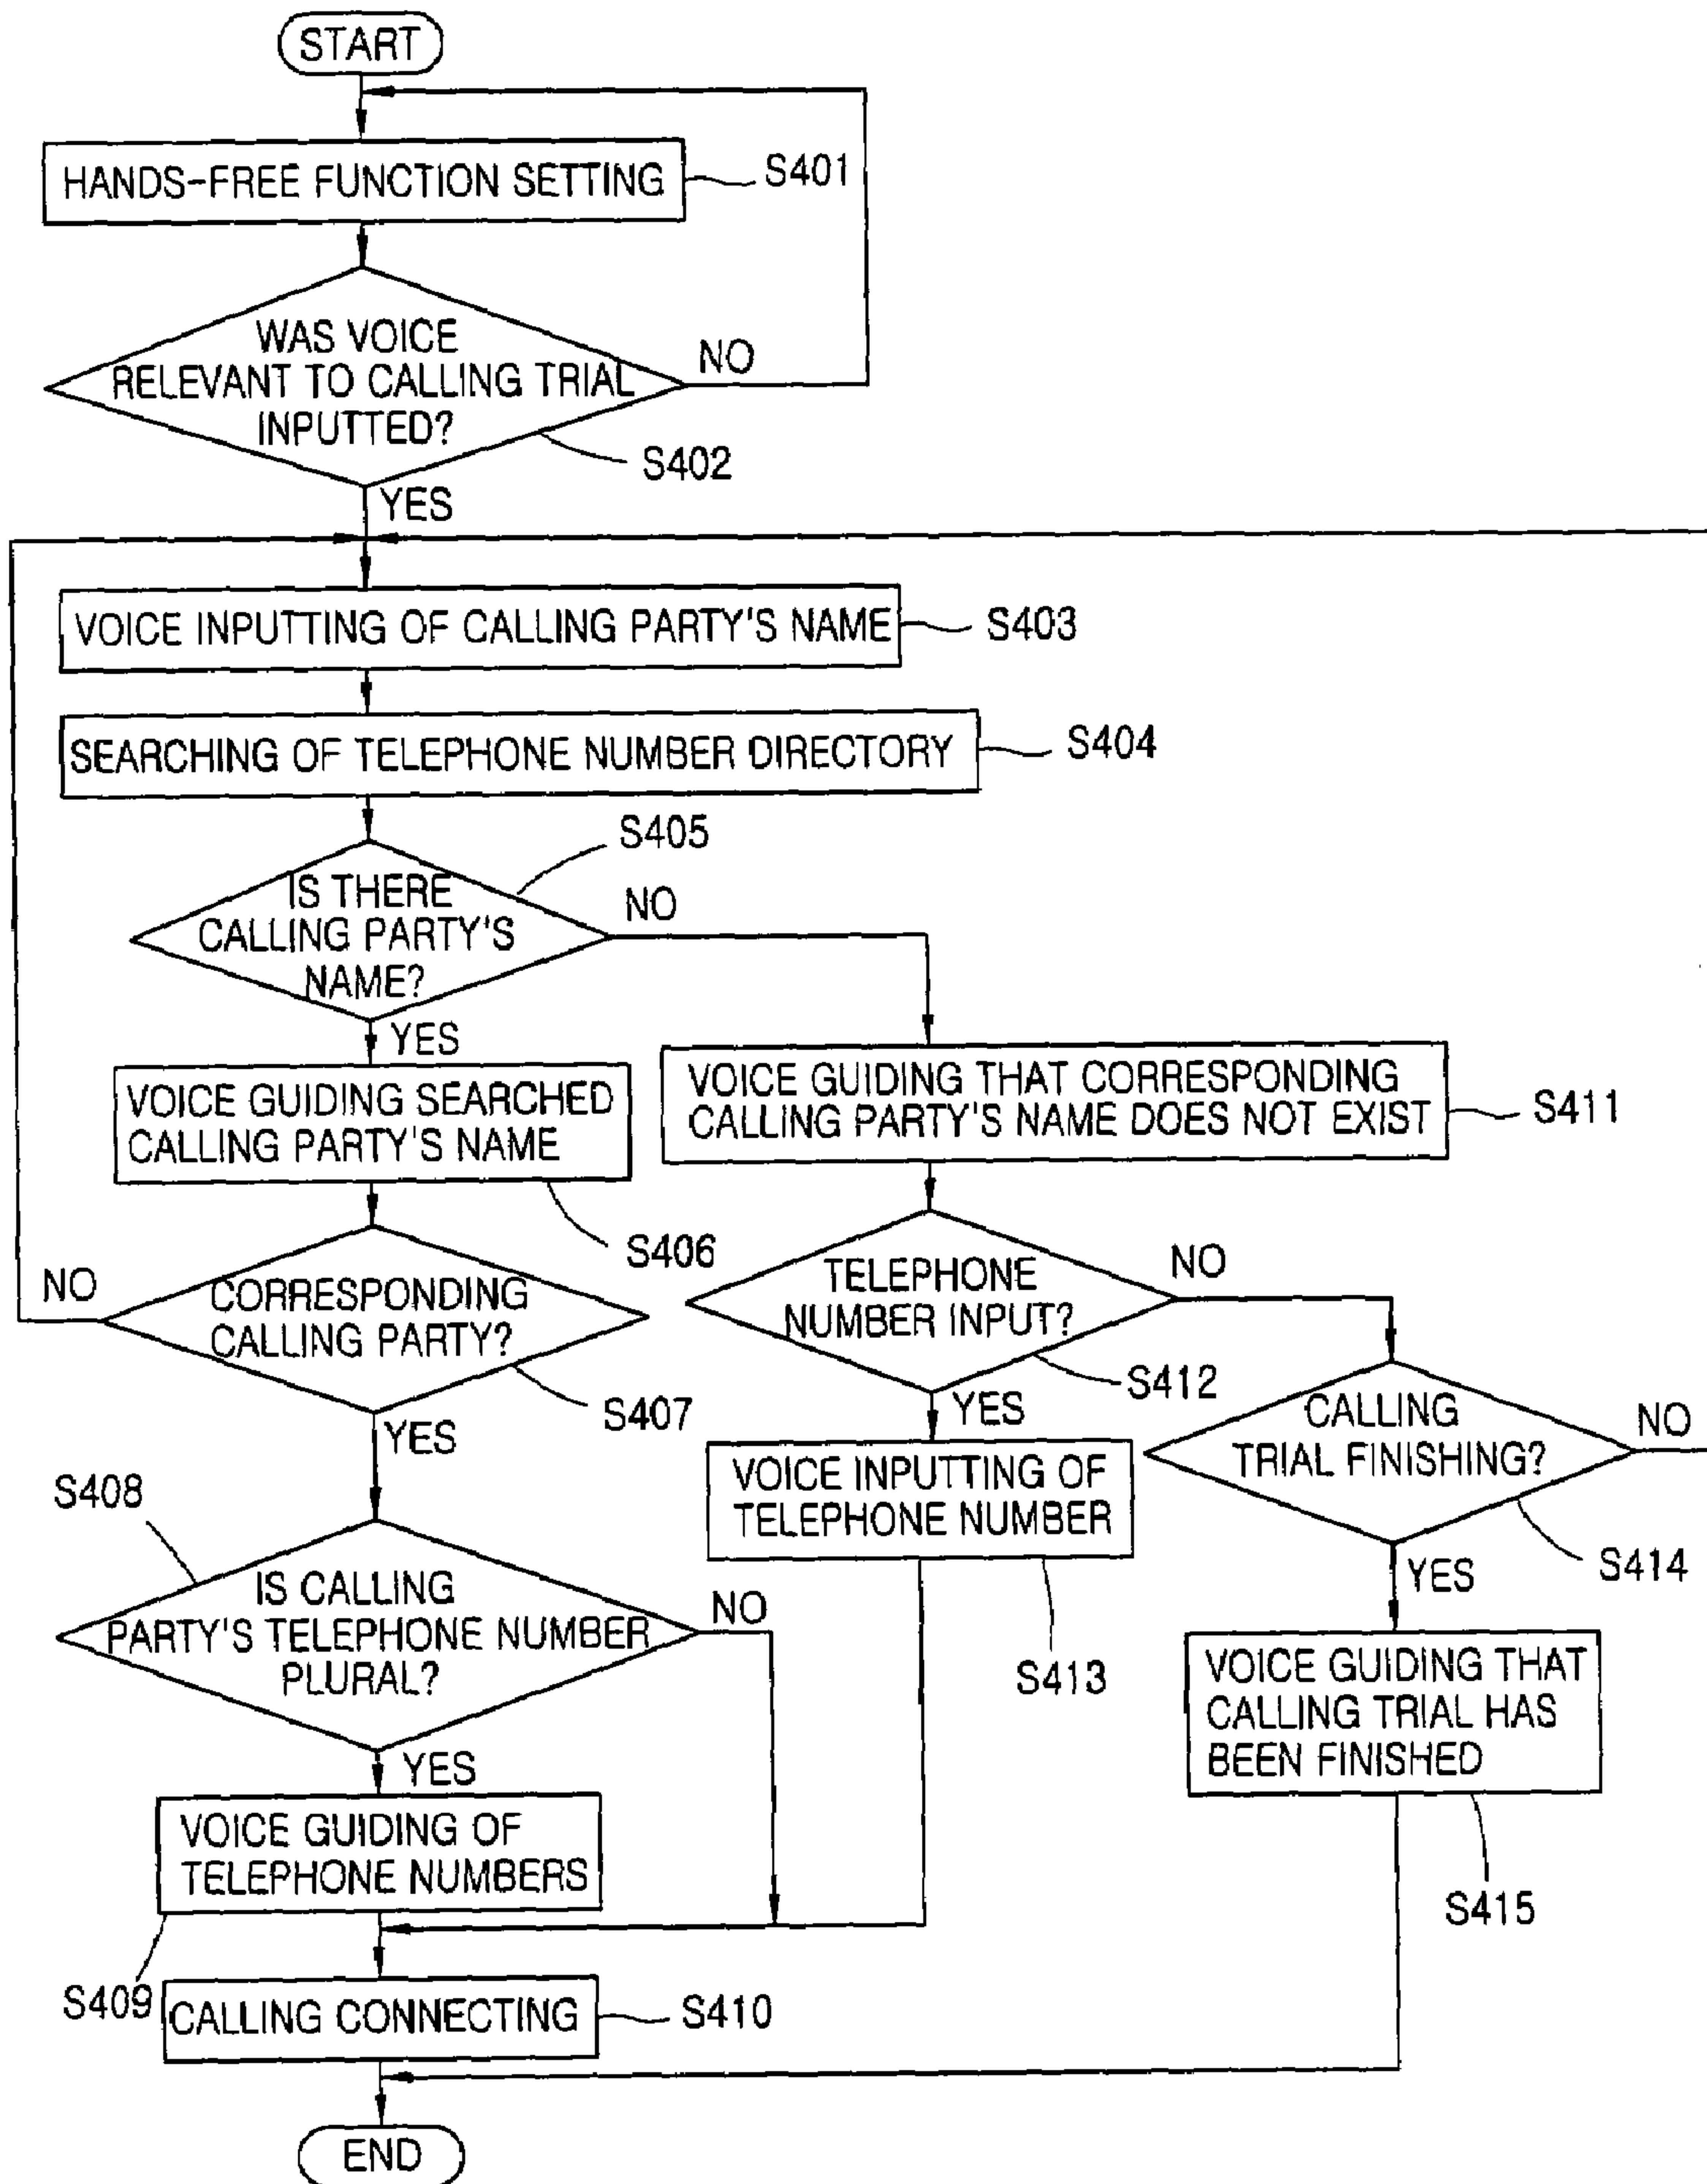 START
HANDS-FREE FUNCTION SETTING
S401
WAS VOICE
RELEVANT TO CALLING TRIAL
INPUTTED?
NO
S402
YES
VOICE INPUTTING OF CALLING PARTY'S NAME
S403
SEARCHING OF TELEPHONE NUMBER DIRECTORY
S404
S405
IS THERE
CALLING PARTY'S
NAME?
NO
YES
VOICE GUIDING SEARCHED
CALLING PARTY'S NAME
S406
VOICE GUIDING THAT CORRESPONDING
CALLING PARTY'S NAME DOES NOT EXIST
S411
NO
CORRESPONDING
CALLING PARTY?
S407
YES
TELEPHONE
NUMBER INPUT?
NO
S412
YES
CALLING
TRIAL FINISHING?
NO
S414
YES
VOICE INPUTTING OF
TELEPHONE NUMBER
S413
S408
IS CALLING
PARTY'S TELEPHONE NUMBER
PLURAL?
NO
YES
VOICE GUIDING THAT
CALLING TRIAL HAS
BEEN FINISHED
S415
VOICE GUIDING OF
TELEPHONE NUMBERS
S409
CALLING CONNECTING
S410
END